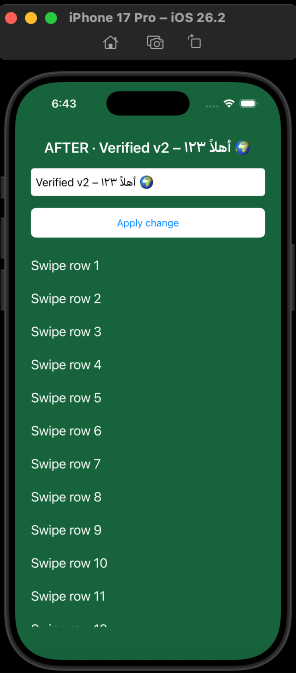 iPhone 17 Pro – iOS 26.2
6:43
AFTER · Verified v2 – أهلاً ١٢٣ 🌍
Verified v2 – أهلاً ١٢٣ 🌍
Apply change
Swipe row 1
Swipe row 2
Swipe row 3
Swipe row 4
Swipe row 5
Swipe row 6
Swipe row 7
Swipe row 8
Swipe row 9
Swipe row 10
Swipe row 11